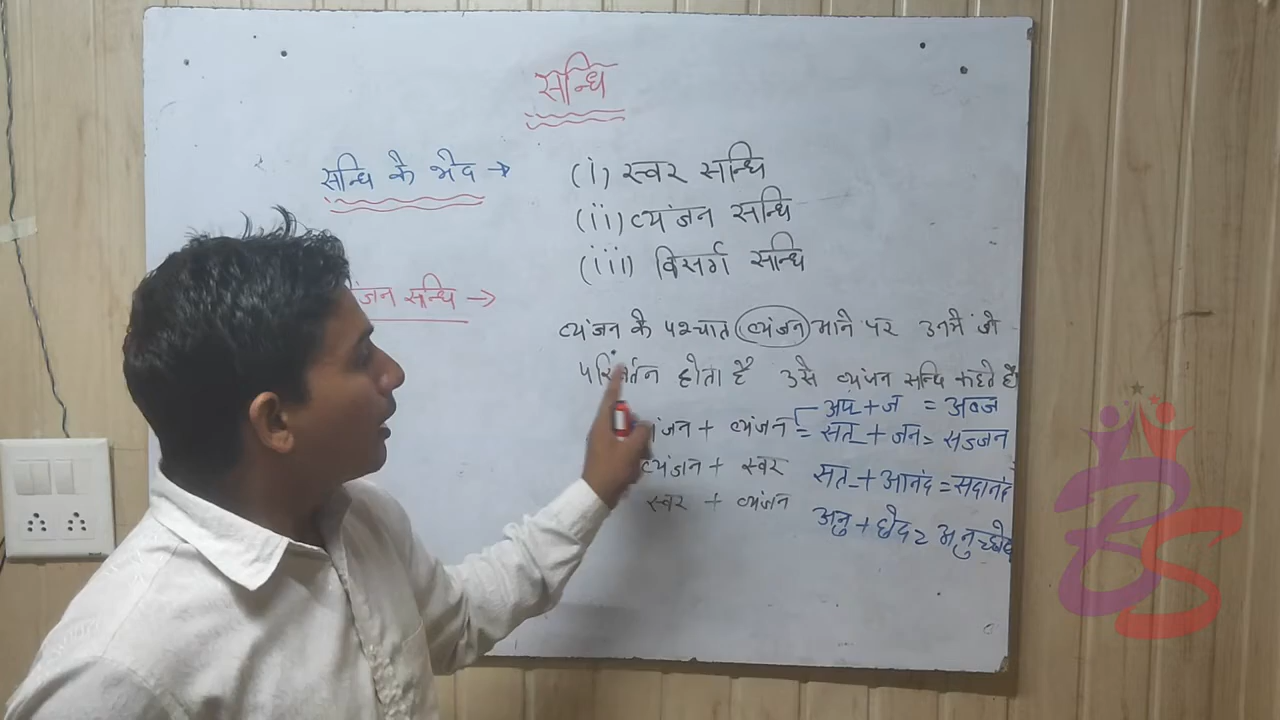 सन्धि
सन्धि के भेद → (i) स्वर सन्धि
(ii) व्यंजन सन्धि
(iii) विसर्ग सन्धि
ंजन सन्धि →
व्यंजन के पश्चात व्यंजन माने पर उनमें जो
परिवर्तन होता है उसे व्यंजन सन्धि कहते हैं
अप + ज = अब्ज
ंजन + व्यंजन = सत् + जन = सज्जन
व्यंजन + स्वर सत् + आनंद = सदानंद
स्वर + व्यंजन अनु + छेद = अनुच्छेद
BS